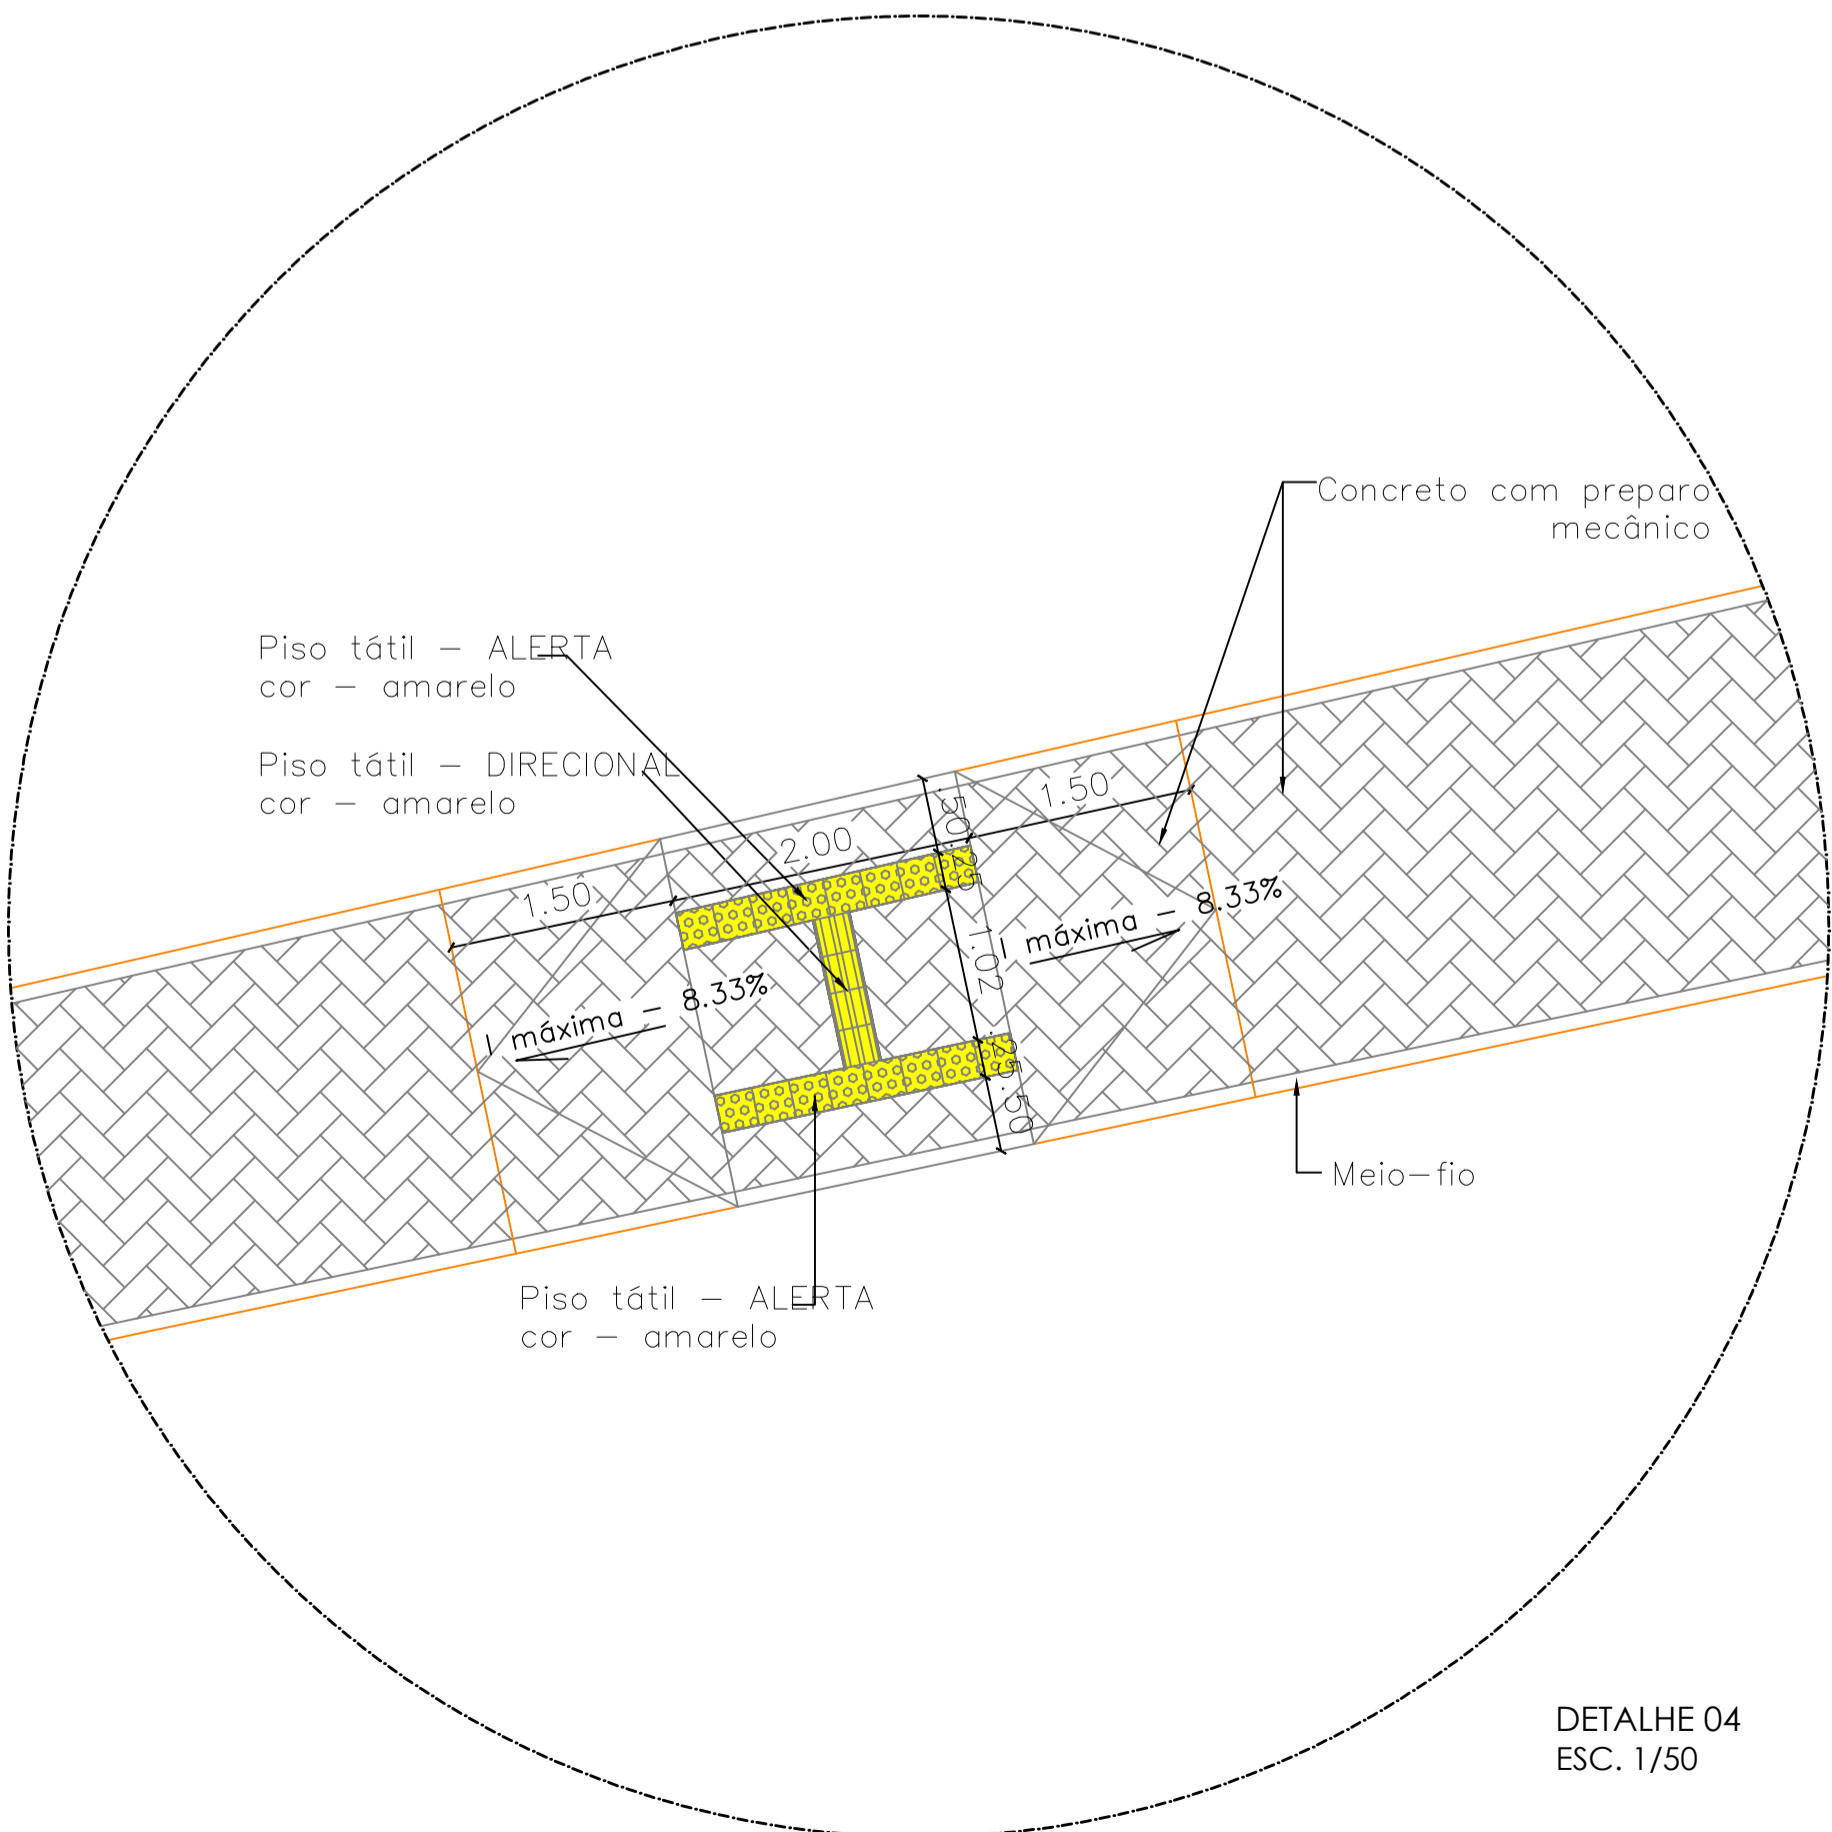 Concreto com preparo
mecânico
Piso tátil - ALERTA
cor - amarelo
Piso tátil - DIRECIONAL
cor - amarelo
1.50
2.00
1.50
.50
.25
1.02
.25
.50
I máxima - 8.33%
I máxima - 8.33%
Meio-fio
Piso tátil - ALERTA
cor - amarelo
DETALHE 04
ESC. 1/50